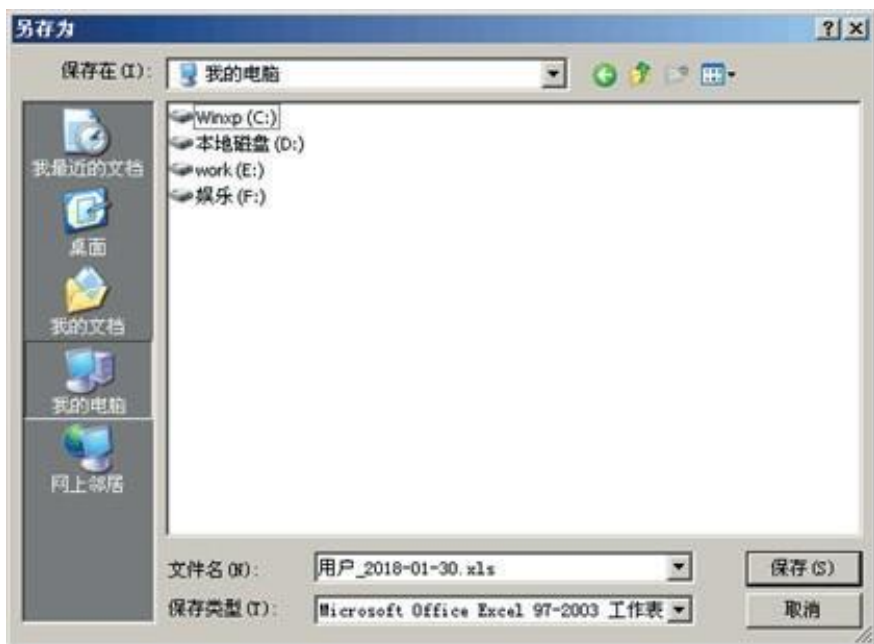 另存为
保存在(I):
我的电脑
我最近的文档
桌面
我的文档
我的电脑
网上邻居
Winxp (C:)
本地磁盘 (D:)
work (E:)
娱乐 (F:)
文件名(N):
用户_2018-01-30.xls
保存(S)
保存类型(T):
Microsoft Office Excel 97-2003 工作表
取消